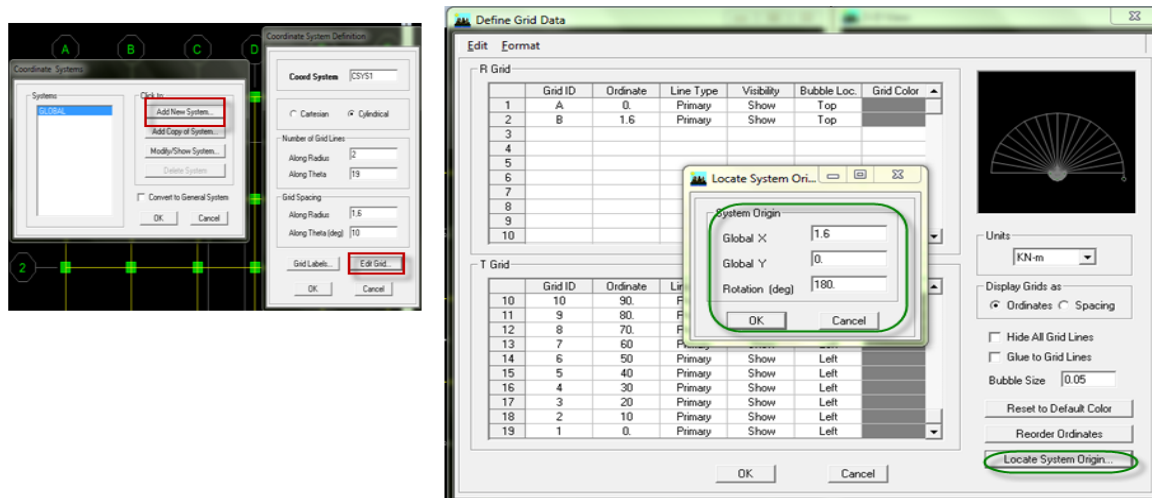 A B C D
2
Coordinate Systems
Systems
GLOBAL
Click to
Add New System...
Add Copy of System...
Modify/Show System...
Delete System
Convert to General System
OK Cancel
Coordinate System Definition
Coord System CSYS1
Cartesian Cylindrical
Number of Grid Lines
Along Radius 2
Along Theta 19
Grid Spacing
Along Radius 1.6
Along Theta (deg) 10
Grid Labels... Edit Grid...
OK Cancel
Define Grid Data
Edit Format
R Grid
Grid ID Ordinate Line Type Visibility Bubble Loc. Grid Color
1 A 0. Primary Show Top
2 B 1.6 Primary Show Top
3
4
5
6
7
8
9
10
T Grid
Grid ID Ordinate
10 10 90.
11 9 80.
12 8 70.
13 7 60 Primary Show Left
14 6 50 Primary Show Left
15 5 40 Primary Show Left
16 4 30 Primary Show Left
17 3 20 Primary Show Left
18 2 10 Primary Show Left
19 1 0. Primary Show Left
Locate System Ori...
System Origin
Global X 1.6
Global Y 0.
Rotation (deg) 180.
OK Cancel
Units
KN-m
Display Grids as
Ordinates Spacing
Hide All Grid Lines
Glue to Grid Lines
Bubble Size 0.05
Reset to Default Color
Reorder Ordinates
Locate System Origin...
OK Cancel